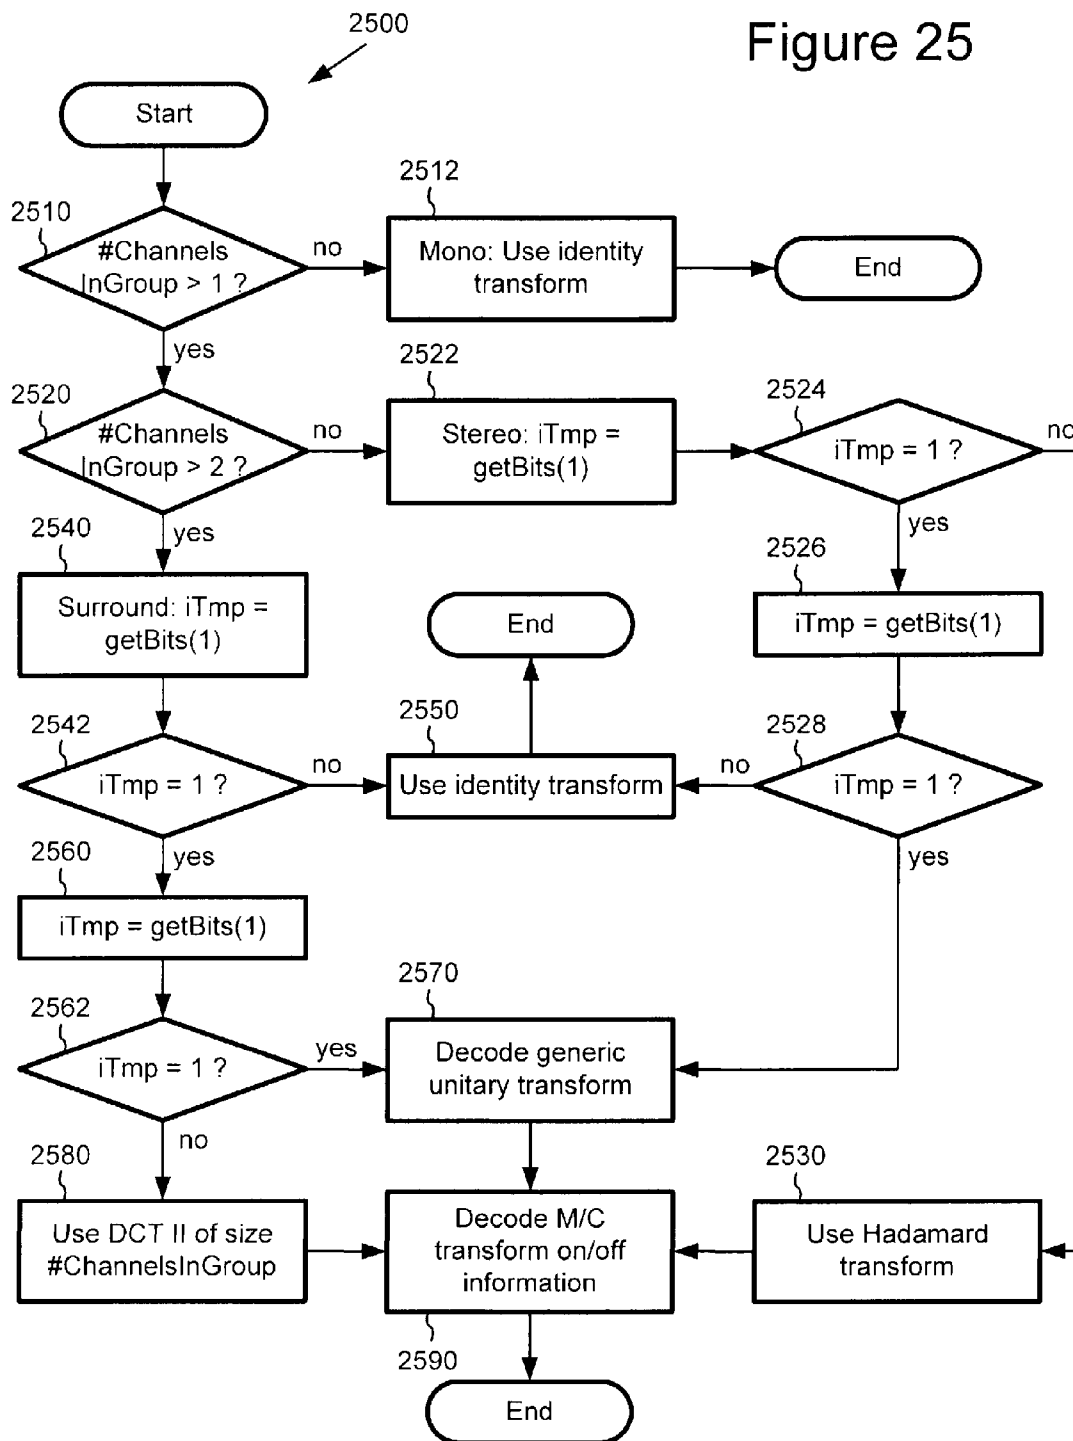 2500
Figure 25
Start
2510
#Channels
InGroup > 1 ?
no
2512
Mono: Use identity
transform
End
yes
2520
#Channels
InGroup > 2 ?
no
2522
Stereo: iTmp =
getBits(1)
2524
iTmp = 1 ?
no
yes
2540
Surround: iTmp =
getBits(1)
End
yes
2526
iTmp = getBits(1)
2542
iTmp = 1 ?
no
2550
Use identity transform
no
2528
iTmp = 1 ?
yes
2560
iTmp = getBits(1)
yes
2562
iTmp = 1 ?
yes
2570
Decode generic
unitary transform
no
2580
Use DCT II of size
#ChannelsInGroup
Decode M/C
transform on/off
information
2590
2530
Use Hadamard
transform
End